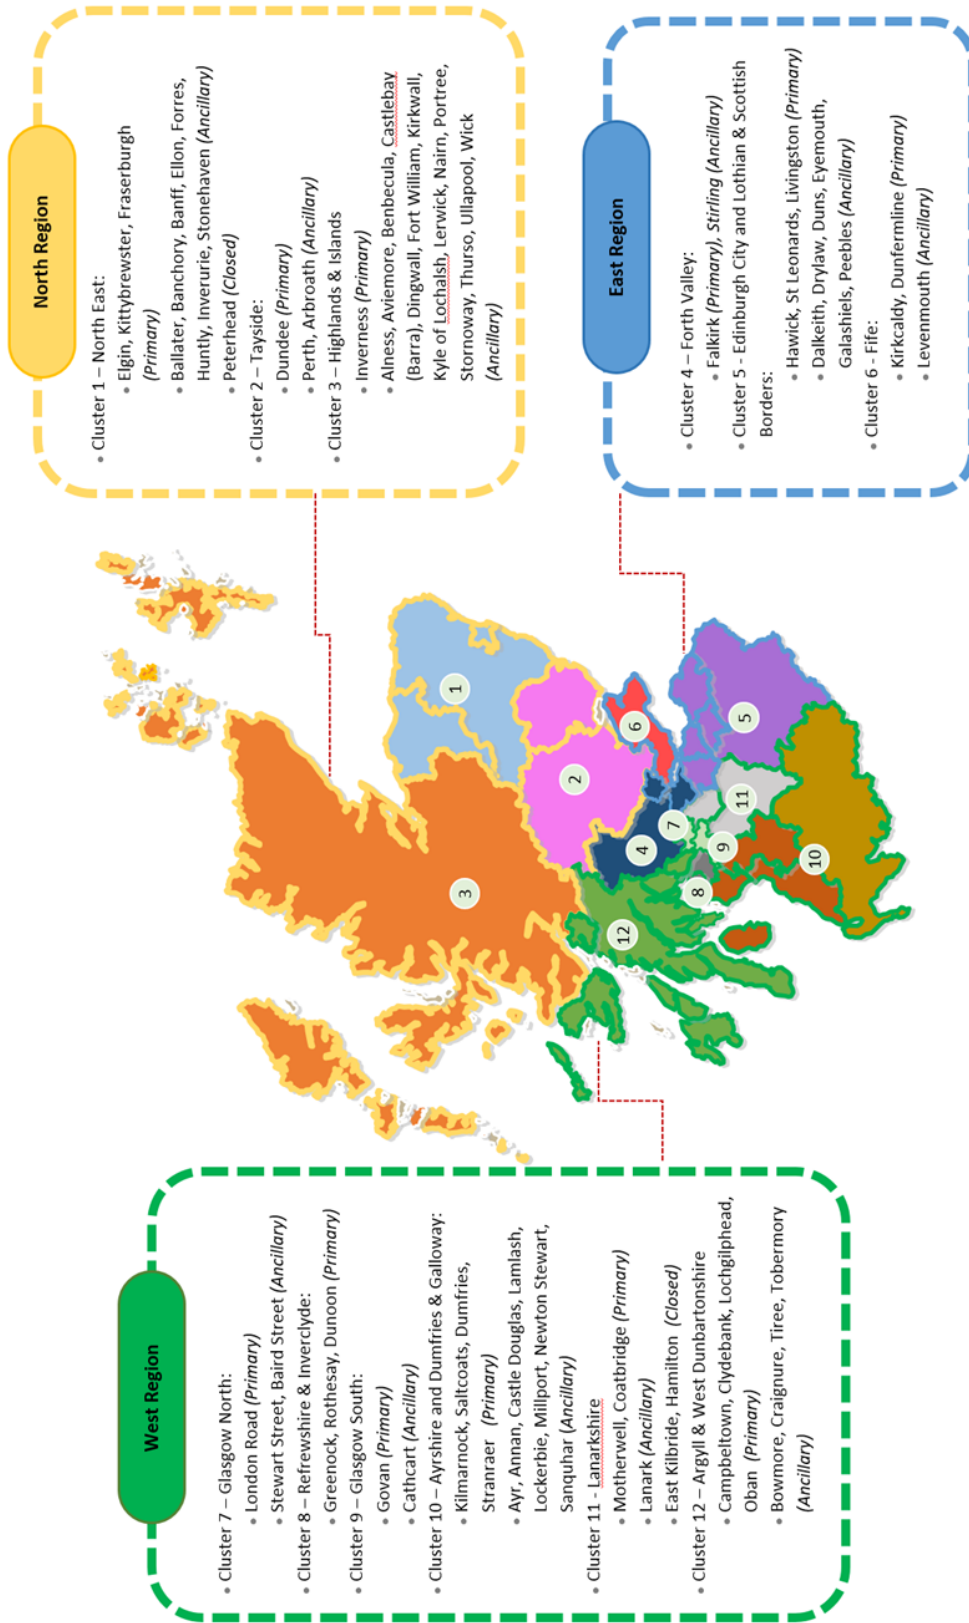 West Region
• Cluster 7 – Glasgow North:
• London Road (Primary)
• Stewart Street, Baird Street (Ancillary)
• Cluster 8 – Refrewshire & Inverclyde:
• Greenock, Rothesay, Dunoon (Primary)
• Cluster 9 – Glasgow South:
• Govan (Primary)
• Cathcart (Ancillary)
• Cluster 10 – Ayrshire and Dumfries & Galloway:
• Kilmarnock, Saltcoats, Dumfries,
Stranraer (Primary)
• Ayr, Annan, Castle Douglas, Lamlash,
Lockerbie, Millport, Newton Stewart,
Sanquhar (Ancillary)
• Cluster 11 - Lanarkshire
• Motherwell, Coatbridge (Primary)
• Lanark (Ancillary)
• East Kilbride, Hamilton (Closed)
• Cluster 12 – Argyll & West Dunbartonshire
• Campbeltown, Clydebank, Lochgilphead,
Oban (Primary)
• Bowmore, Craignure, Tiree, Tobermory
(Ancillary)
3
1
2
12
4
6
7
8
9
11
5
10
North Region
• Cluster 1 – North East:
• Elgin, Kittybrewster, Fraserburgh
(Primary)
• Ballater, Banchory, Banff, Ellon, Forres,
Huntly, Inverurie, Stonehaven (Ancillary)
• Peterhead (Closed)
• Cluster 2 – Tayside:
• Dundee (Primary)
• Perth, Arbroath (Ancillary)
• Cluster 3 – Highlands & Islands
• Inverness (Primary)
• Alness, Aviemore, Benbecula, Castlebay
(Barra), Dingwall, Fort William, Kirkwall,
Kyle of Lochalsh, Lerwick, Nairn, Portree,
Stornoway, Thurso, Ullapool, Wick
(Ancillary)
East Region
• Cluster 4 – Forth Valley:
• Falkirk (Primary), Stirling (Ancillary)
• Cluster 5 - Edinburgh City and Lothian & Scottish
Borders:
• Hawick, St Leonards, Livingston (Primary)
• Dalkeith, Drylaw, Duns, Eyemouth,
Galashiels, Peebles (Ancillary)
• Cluster 6 - Fife:
• Kirkcaldy, Dunfermline (Primary)
• Levenmouth (Ancillary)